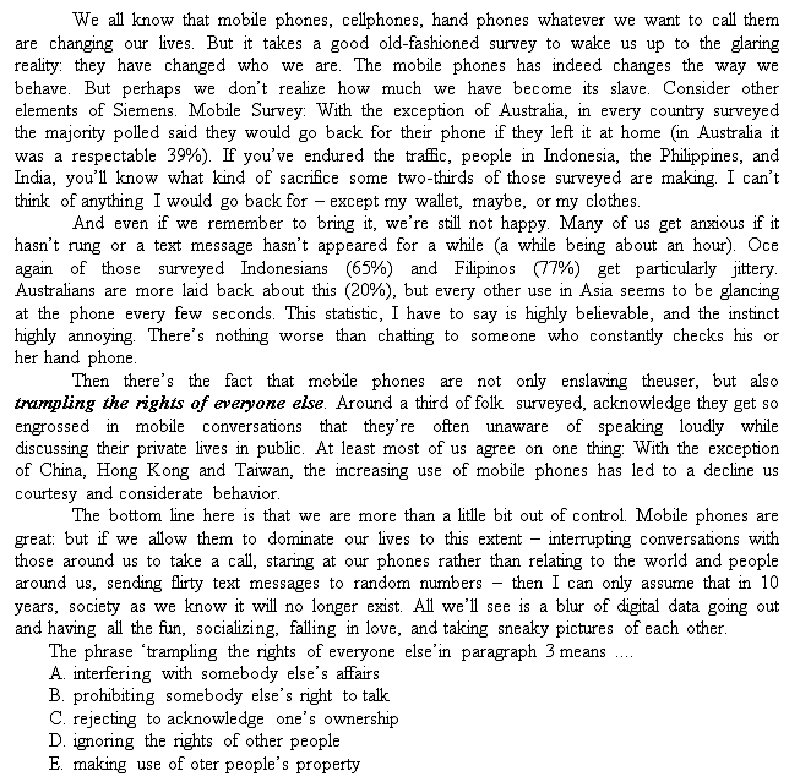 We all know that mobile phones, cellphones, hand phones whatever we want to call them
are changing our lives. But it takes a good old-fashioned survey to wake us up to the glaring
reality: they have changed who we are. The mobile phones has indeed changes the way we
behave. But perhaps we don't realize how much we have become its slave. Consider other
elements of Siemens. Mobile Survey: With the exception of Australia, in every country surveyed
the majority polled said they would go back for their phone if they left it at home (in Australia it
was a respectable 39%). If you've endured the traffic, people in Indonesia, the Philippines, and
India, you'll know what kind of sacrifice some two-thirds of those surveyed are making. I can't
think of anything I would go back for – except my wallet, maybe, or my clothes.
And even if we remember to bring it, we're still not happy. Many of us get anxious if it
hasn't rung or a text message hasn't appeared for a while (a while being about an hour). Oce
again of those surveyed Indonesians (65%) and Filipinos (77%) get particularly jittery.
Australians are more laid back about this (20%), but every other use in Asia seems to be glancing
at the phone every few seconds. This statistic, I have to say is highly believable, and the instinct
highly annoying. There's nothing worse than chatting to someone who constantly checks his or
her hand phone.
Then there's the fact that mobile phones are not only enslaving theuser, but also
trampling the rights of everyone else. Around a third of folk surveyed, acknowledge they get so
engrossed in mobile conversations that they're often unaware of speaking loudly while
discussing their private lives in public. At least most of us agree on one thing: With the exception
of China, Hong Kong and Taiwan, the increasing use of mobile phones has led to a decline us
courtesy and considerate behavior.
The bottom line here is that we are more than a litlle bit out of control. Mobile phones are
great: but if we allow them to dominate our lives to this extent – interrupting conversations with
those around us to take a call, staring at our phones rather than relating to the world and people
around us, sending flirty text messages to random numbers – then I can only assume that in 10
years, society as we know it will no longer exist. All we'll see is a blur of digital data going out
and having all the fun, socializing, falling in love, and taking sneaky pictures of each other.
The phrase 'trampling the rights of everyone else'in paragraph 3 means ....
A. interfering with somebody else's affairs
B. prohibiting somebody else's right to talk
C. rejecting to acknowledge one's ownership
D. ignoring the rights of other people
E. making use of oter people's property